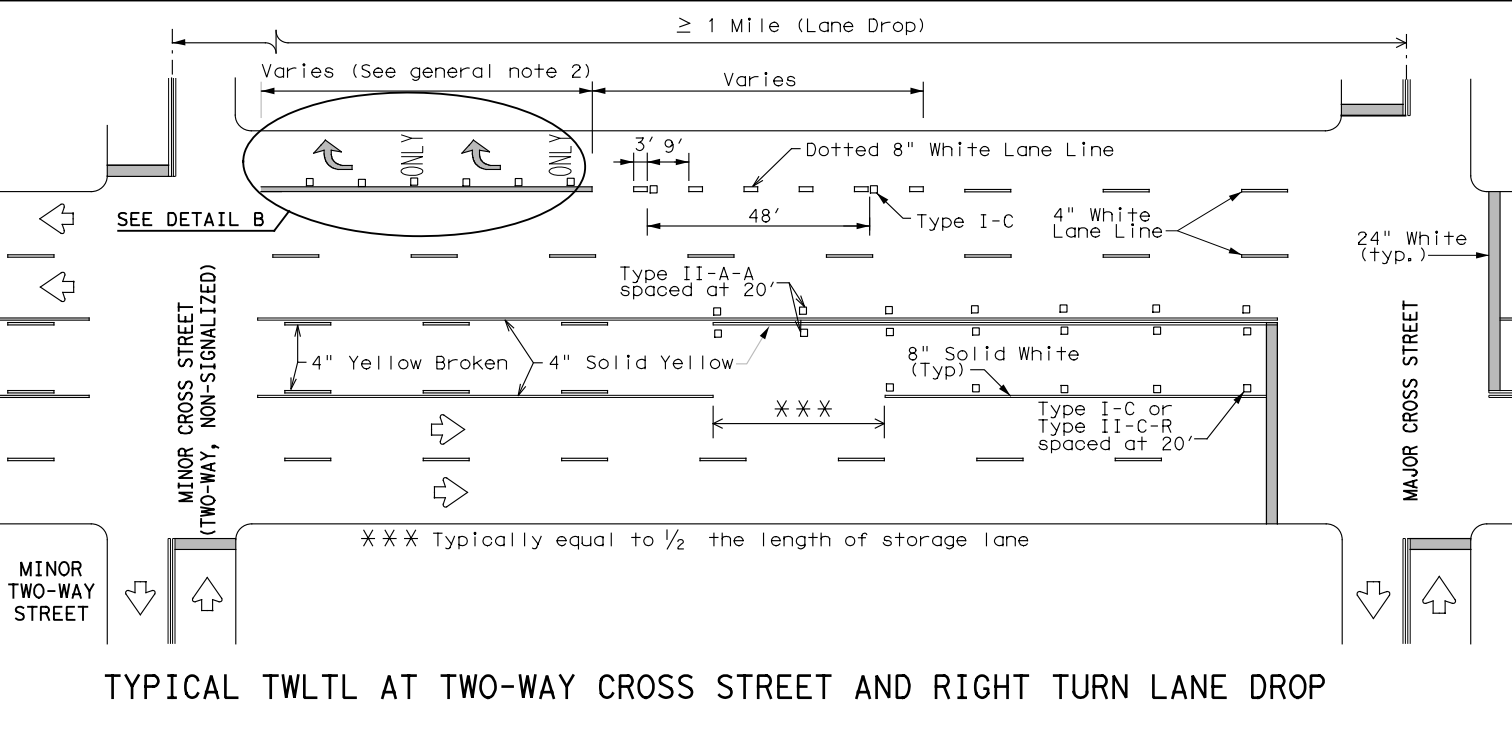 ≥ 1 Mile (Lane Drop)
Varies (See general note 2)
Varies
ONLY
ONLY
3' 9'
Dotted 8" White Lane Line
SEE DETAIL B
48'
Type I-C
4" White
Lane Line
24" White
(typ.)
Type II-A-A
spaced at 20'
MINOR CROSS STREET
(TWO-WAY, NON-SIGNALIZED)
4" Yellow Broken
4" Solid Yellow
8" Solid White
(Typ)
***
Type I-C or
Type II-C-R
spaced at 20'
MAJOR CROSS STREET
*** Typically equal to ½ the length of storage lane
MINOR
TWO-WAY
STREET
TYPICAL TWLTL AT TWO-WAY CROSS STREET AND RIGHT TURN LANE DROP